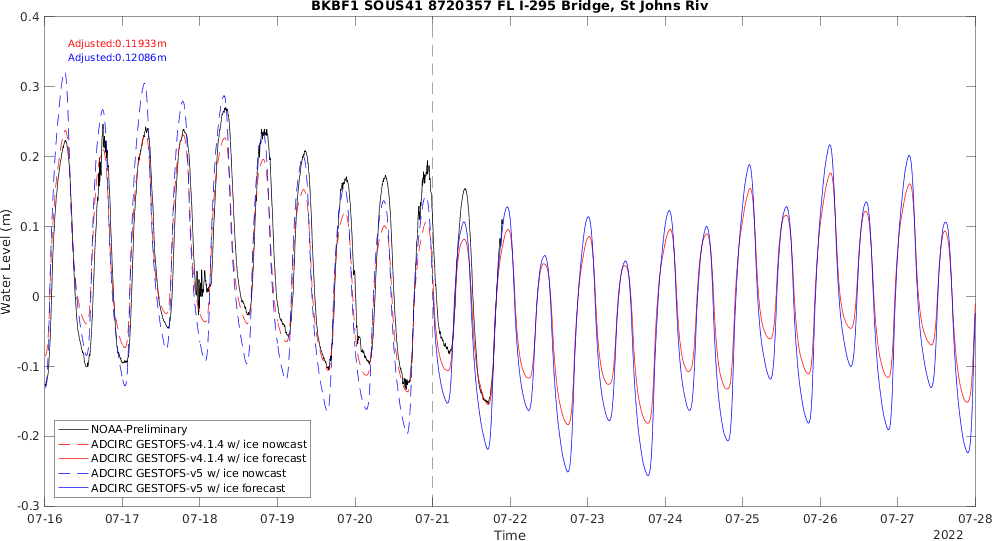 BKBF1 SOUS41 8720357 FL I-295 Bridge, St Johns Riv
Adjusted:0.11933m
Adjusted:0.12086m
Water Level (m)
0.4
0.3
0.2
0.1
0
-0.1
-0.2
-0.3
NOAA-Preliminary
ADCIRC GESTOFS-v4.1.4 w/ ice nowcast
ADCIRC GESTOFS-v4.1.4 w/ ice forecast
ADCIRC GESTOFS-v5 w/ ice nowcast
ADCIRC GESTOFS-v5 w/ ice forecast
07-16 07-17 07-18 07-19 07-20 07-21 07-22 07-23 07-24 07-25 07-26 07-27 07-28
Time
2022